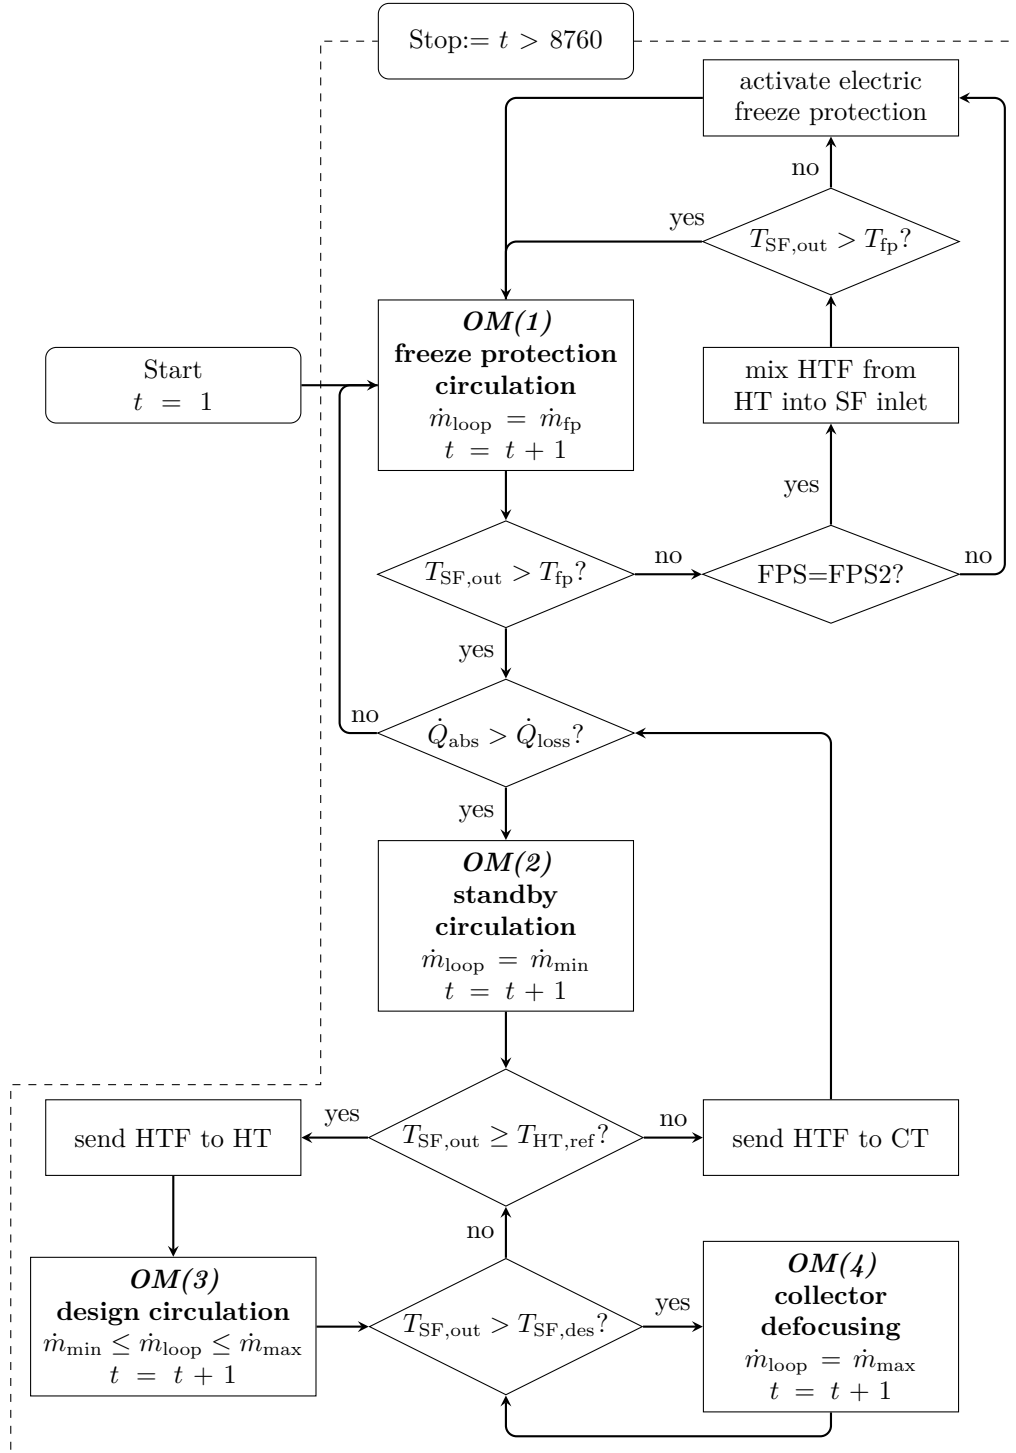 Stop:= t > 8760
activate electric
freeze protection
no
yes
T_SF,out > T_fp?
OM(1)
freeze protection
circulation
ṁ_loop = ṁ_fp
t = t + 1
Start
t = 1
mix HTF from
HT into SF inlet
yes
T_SF,out > T_fp?
no
FPS=FPS2?
no
yes
no
Q̇_abs > Q̇_loss?
yes
OM(2)
standby
circulation
ṁ_loop = ṁ_min
t = t + 1
send HTF to HT
yes
T_SF,out ≥ T_HT,ref?
no
send HTF to CT
no
OM(3)
design circulation
ṁ_min ≤ ṁ_loop ≤ ṁ_max
t = t + 1
T_SF,out > T_SF,des?
yes
OM(4)
collector
defocusing
ṁ_loop = ṁ_max
t = t + 1